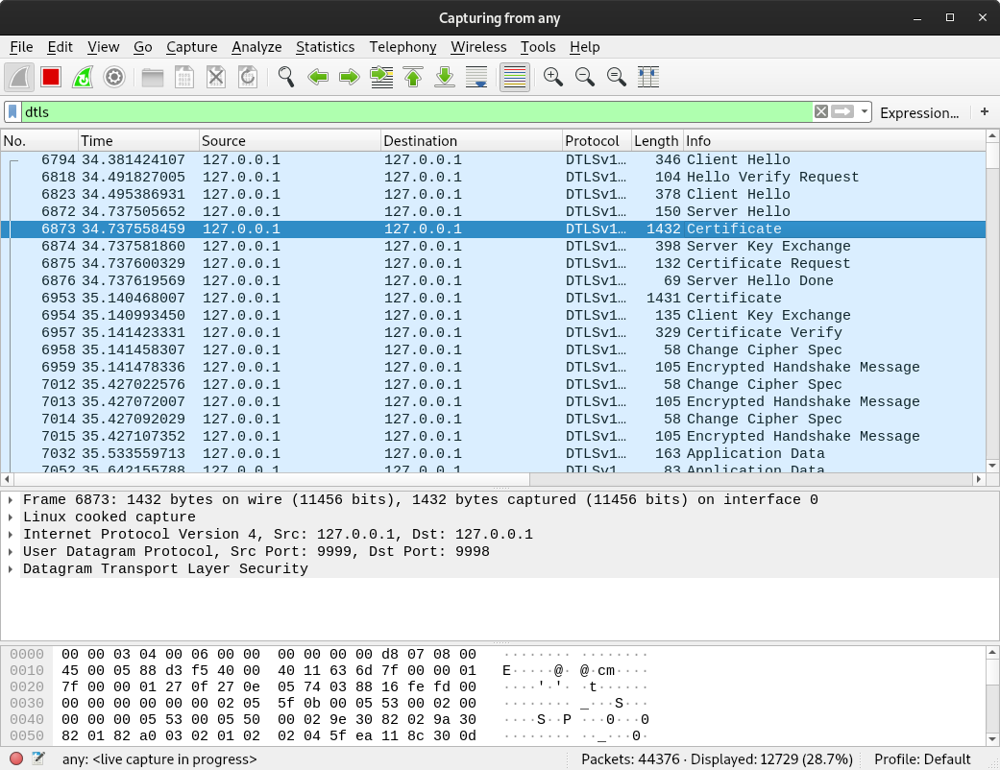 Capturing from any
File Edit View Go Capture Analyze Statistics Telephony Wireless Tools Help
dtls Expression... +
No. Time Source Destination Protocol Length Info
6794 34.381424107 127.0.0.1 127.0.0.1 DTLSv1… 346 Client Hello
6818 34.491827005 127.0.0.1 127.0.0.1 DTLSv1… 104 Hello Verify Request
6823 34.495386931 127.0.0.1 127.0.0.1 DTLSv1… 378 Client Hello
6872 34.737505652 127.0.0.1 127.0.0.1 DTLSv1… 150 Server Hello
6873 34.737558459 127.0.0.1 127.0.0.1 DTLSv1… 1432 Certificate
6874 34.737581860 127.0.0.1 127.0.0.1 DTLSv1… 398 Server Key Exchange
6875 34.737600329 127.0.0.1 127.0.0.1 DTLSv1… 132 Certificate Request
6876 34.737619569 127.0.0.1 127.0.0.1 DTLSv1… 69 Server Hello Done
6953 35.140468007 127.0.0.1 127.0.0.1 DTLSv1… 1431 Certificate
6954 35.140993450 127.0.0.1 127.0.0.1 DTLSv1… 135 Client Key Exchange
6957 35.141423331 127.0.0.1 127.0.0.1 DTLSv1… 329 Certificate Verify
6958 35.141458307 127.0.0.1 127.0.0.1 DTLSv1… 58 Change Cipher Spec
6959 35.141478336 127.0.0.1 127.0.0.1 DTLSv1… 105 Encrypted Handshake Message
7012 35.427022576 127.0.0.1 127.0.0.1 DTLSv1… 58 Change Cipher Spec
7013 35.427072007 127.0.0.1 127.0.0.1 DTLSv1… 105 Encrypted Handshake Message
7014 35.427092029 127.0.0.1 127.0.0.1 DTLSv1… 58 Change Cipher Spec
7015 35.427107352 127.0.0.1 127.0.0.1 DTLSv1… 105 Encrypted Handshake Message
7032 35.533559713 127.0.0.1 127.0.0.1 DTLSv1… 163 Application Data
7052 35.642155788 127.0.0.1 127.0.0.1 DTLSv1… 83 Application Data
Frame 6873: 1432 bytes on wire (11456 bits), 1432 bytes captured (11456 bits) on interface 0
Linux cooked capture
Internet Protocol Version 4, Src: 127.0.0.1, Dst: 127.0.0.1
User Datagram Protocol, Src Port: 9999, Dst Port: 9998
Datagram Transport Layer Security
0000 00 00 03 04 00 06 00 00 00 00 00 00 d8 07 08 00 ········ ········
0010 45 00 05 88 d3 f5 40 00 40 11 63 6d 7f 00 00 01 E·····@· @·cm····
0020 7f 00 00 01 27 0f 27 0e 05 74 03 88 16 fe fd 00 ····'·'· ·t······
0030 00 00 00 00 00 00 02 05 5f 0b 00 05 53 00 02 00 ········ _···S···
0040 00 00 00 05 53 00 05 50 00 02 9e 30 82 02 9a 30 ····S··P ···0···0
0050 82 01 82 a0 03 02 01 02 02 04 5f ea 11 8c 30 0d ········ ··_···0·
any: <live capture in progress> Packets: 44376 · Displayed: 12729 (28.7%) Profile: Default